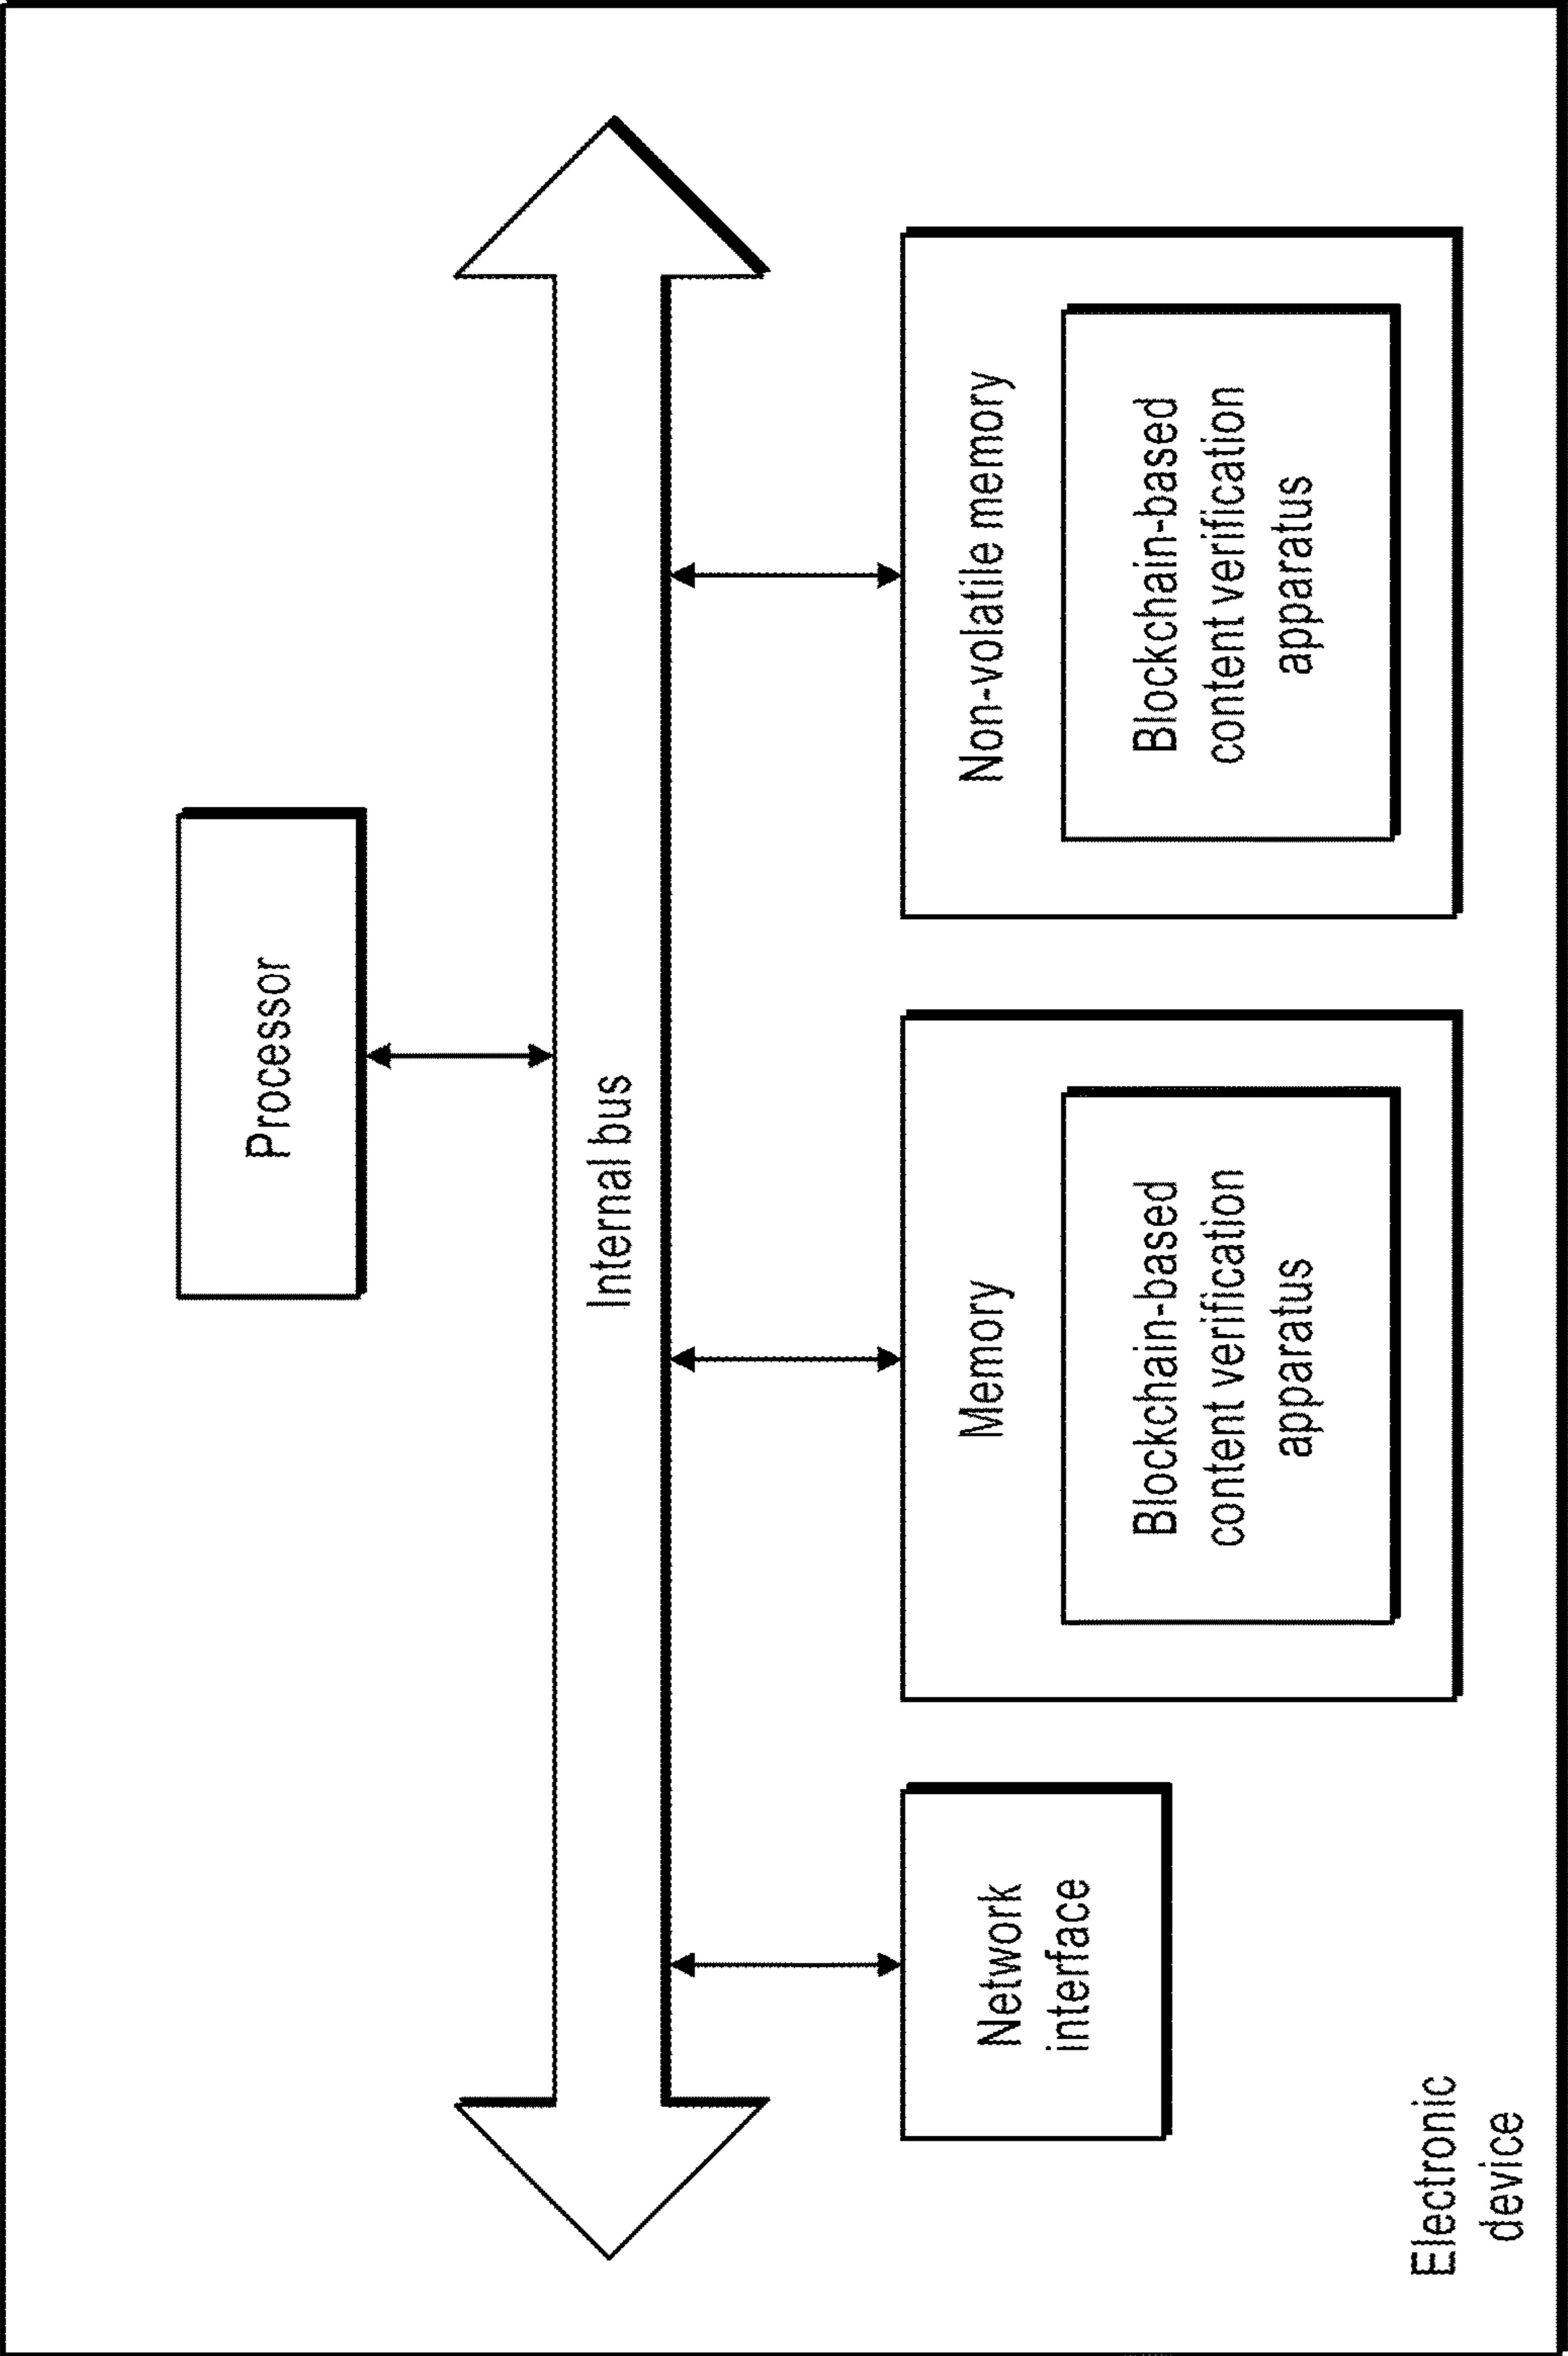 Processor
Internal bus
Network
interface
Memory
Blockchain-based
content verification
apparatus
Non-volatile memory
Blockchain-based
content verification
apparatus
Electronic
device